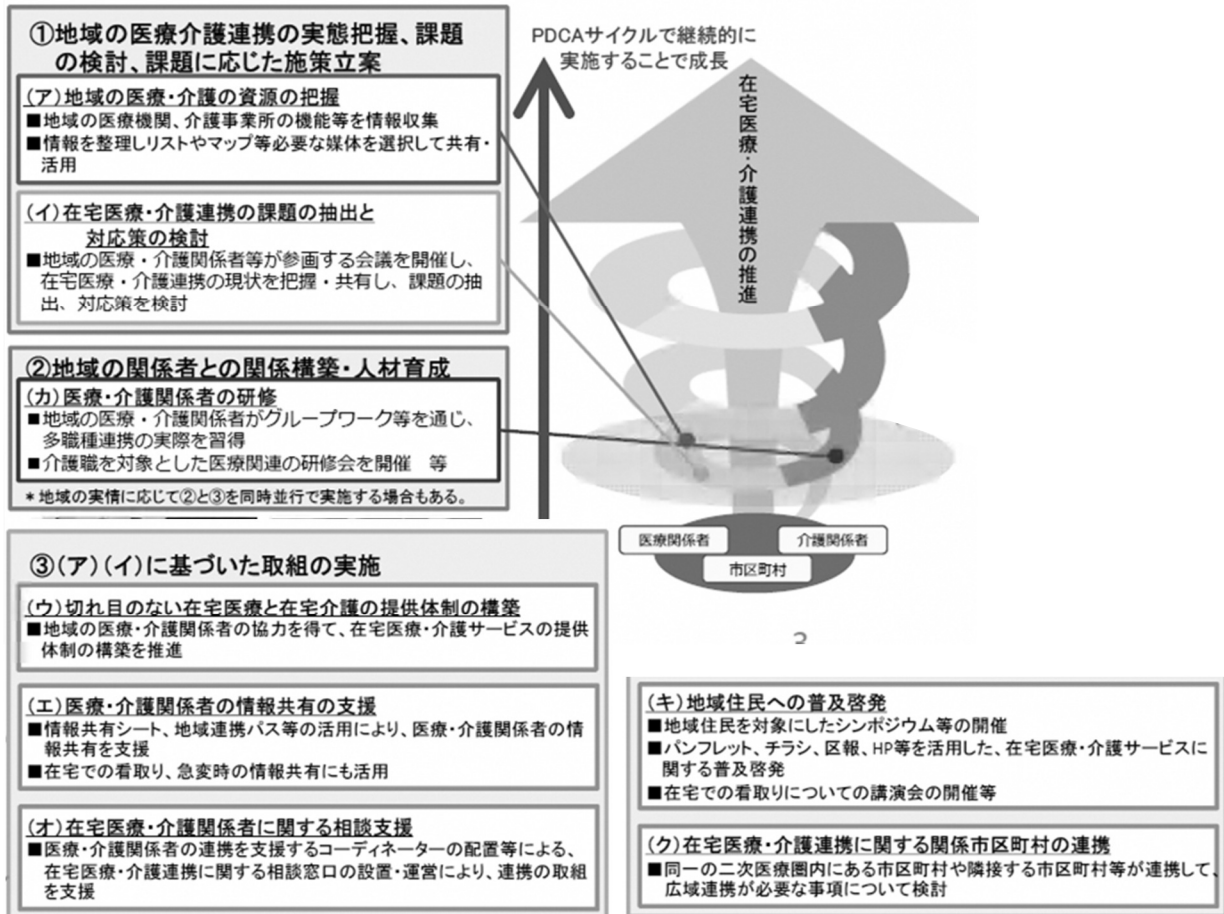 ①地域の医療介護連携の実態把握、課題
の検討、課題に応じた施策立案
(ア)地域の医療・介護の資源の把握
■地域の医療機関、介護事業所の機能等を情報収集
■情報を整理しリストやマップ等必要な媒体を選択して共有・
活用
(イ)在宅医療・介護連携の課題の抽出と
対応策の検討
■地域の医療・介護関係者等が参画する会議を開催し、
在宅医療・介護連携の現状を把握・共有し、課題の抽
出、対応策を検討
②地域の関係者との関係構築・人材育成
(カ)医療・介護関係者の研修
■地域の医療・介護関係者がグループワーク等を通じ、
多職種連携の実際を習得
■介護職を対象とした医療関連の研修会を開催　等
*地域の実情に応じて②と③を同時並行で実施する場合もある。
PDCAサイクルで継続的に
実施することで成長
在宅医療・介護連携の推進
医療関係者
介護関係者
市区町村
③(ア)(イ)に基づいた取組の実施
(ウ)切れ目のない在宅医療と在宅介護の提供体制の構築
■地域の医療・介護関係者の協力を得て、在宅医療・介護サービスの提供
体制の構築を推進
(エ)医療・介護関係者の情報共有の支援
■情報共有シート、地域連携パス等の活用により、医療・介護関係者の情
報共有を支援
■在宅での看取り、急変時の情報共有にも活用
(オ)在宅医療・介護関係者に関する相談支援
■医療・介護関係者の連携を支援するコーディネーターの配置等による、
在宅医療・介護連携に関する相談窓口の設置・運営により、連携の取組
を支援
(キ)地域住民への普及啓発
■地域住民を対象にしたシンポジウム等の開催
■パンフレット、チラシ、区報、HP等を活用した、在宅医療・介護サービスに
関する普及啓発
■在宅での看取りについての講演会の開催等
(ク)在宅医療・介護連携に関する関係市区町村の連携
■同一の二次医療圏内にある市区町村や隣接する市区町村等が連携して、
広域連携が必要な事項について検討